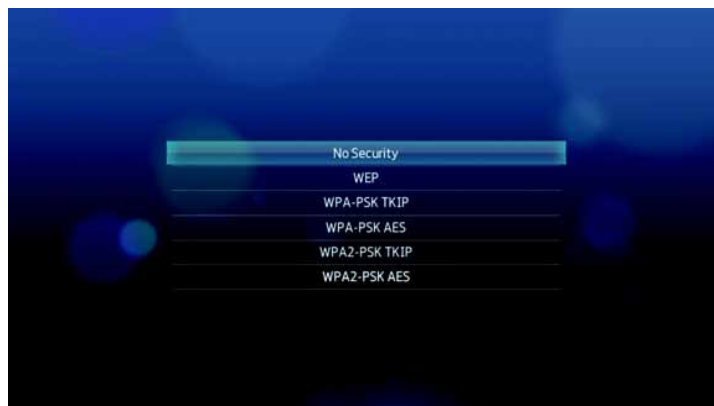 No Security
WEP
WPA-PSK TKIP
WPA-PSK AES
WPA2-PSK TKIP
WPA2-PSK AES